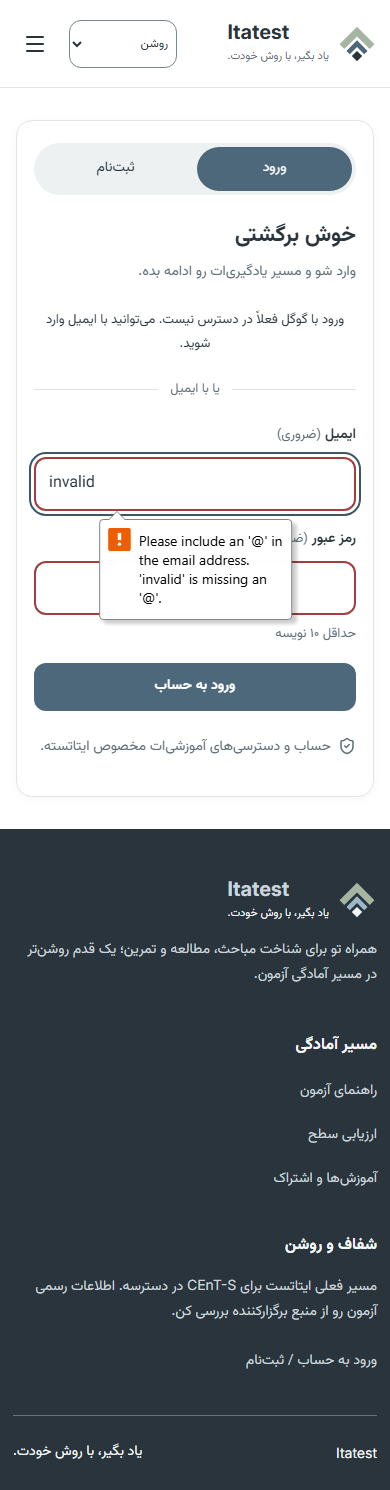 Itatest
یاد بگیر، با روش خودت.
روشن
ورود
ثبت‌نام
خوش برگشتی
وارد شو و مسیر یادگیری‌ات رو ادامه بده.
ورود با گوگل فعلاً در دسترس نیست. می‌توانید با ایمیل وارد
شوید.
یا با ایمیل
ایمیل (ضروری)
invalid
Please include an '@' in
the email address.
'invalid' is missing an
'@'.
رمز عبور
حداقل ۱۰ نویسه
ورود به حساب
حساب و دسترسی‌های آموزشی‌ات مخصوص ایتاتسته.
Itatest
یاد بگیر، با روش خودت.
همراه تو برای شناخت مباحث، مطالعه و تمرین؛ یک قدم روشن‌تر
در مسیر آمادگی آزمون.
مسیر آمادگی
راهنمای آزمون
ارزیابی سطح
آموزش‌ها و اشتراک
شفاف و روشن
مسیر فعلی ایتاتست برای CEnT-S در دسترسه. اطلاعات رسمی
آزمون رو از منبع برگزارکننده بررسی کن.
ورود به حساب / ثبت‌نام
Itatest
یاد بگیر، با روش خودت.